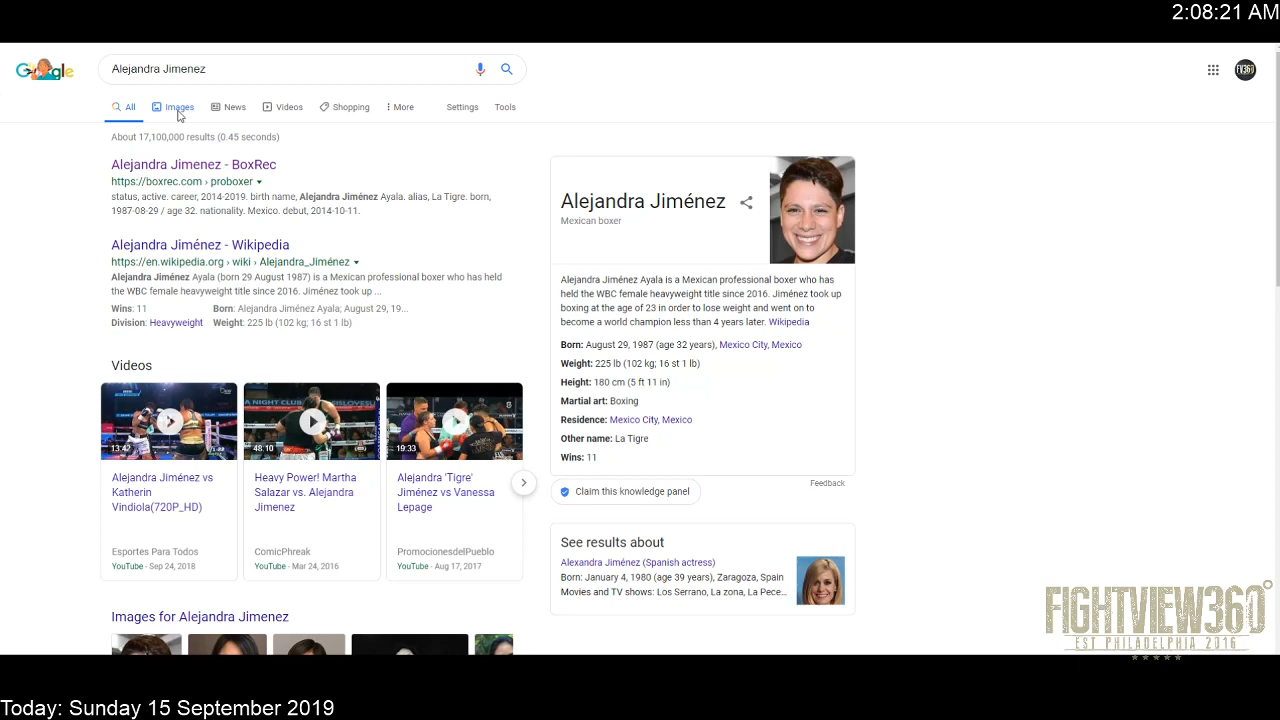 2:08:21 AM
Google
Alejandra Jimenez
All Images News Videos Shopping More Settings Tools
About 17,100,000 results (0.45 seconds)
Alejandra Jimenez - BoxRec
https://boxrec.com › proboxer
status, active. career, 2014-2019. birth name, Alejandra Jiménez Ayala. alias, La Tigre. born,
1987-08-29 / age 32. nationality. Mexico. debut, 2014-10-11.
Alejandra Jiménez - Wikipedia
https://en.wikipedia.org › wiki › Alejandra_Jiménez
Alejandra Jiménez Ayala (born 29 August 1987) is a Mexican professional boxer who has held
the WBC female heavyweight title since 2016. Jiménez took up ...
Wins: 11 Born: Alejandra Jiménez Ayala; August 29, 19...
Division: Heavyweight Weight: 225 lb (102 kg; 16 st 1 lb)
Videos
13:42
Alejandra Jiménez vs
Katherin
Vindiola(720P_HD)
Esportes Para Todos
YouTube - Sep 24, 2018
48:10
Heavy Power! Martha
Salazar vs. Alejandra
Jimenez
ComicPhreak
YouTube - Mar 24, 2016
19:33
Alejandra 'Tigre'
Jiménez vs Vanessa
Lepage
PromocionesdelPueblo
YouTube - Aug 17, 2017
Images for Alejandra Jimenez
Alejandra Jiménez
Mexican boxer
Alejandra Jiménez Ayala is a Mexican professional boxer who has
held the WBC female heavyweight title since 2016. Jiménez took up
boxing at the age of 23 in order to lose weight and went on to
become a world champion less than 4 years later. Wikipedia
Born: August 29, 1987 (age 32 years), Mexico City, Mexico
Weight: 225 lb (102 kg; 16 st 1 lb)
Height: 180 cm (5 ft 11 in)
Martial art: Boxing
Residence: Mexico City, Mexico
Other name: La Tigre
Wins: 11
Feedback
Claim this knowledge panel
See results about
Alexandra Jiménez (Spanish actress)
Born: January 4, 1980 (age 39 years), Zaragoza, Spain
Movies and TV shows: Los Serrano, La zona, La Pece...
FV360
FIGHTVIEW360°
EST PHILADELPHIA 2016
Today: Sunday 15 September 2019